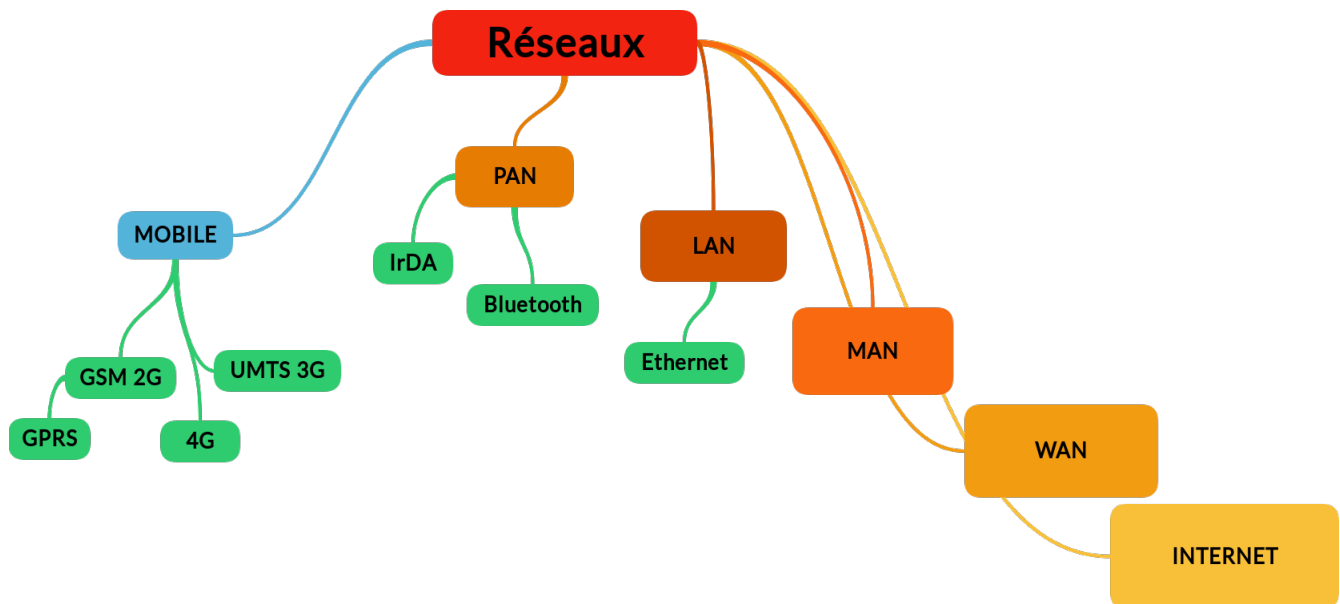 Réseaux
PAN
MOBILE
LAN
IrDA
Bluetooth
MAN
Ethernet
UMTS 3G
GSM 2G
GPRS
4G
WAN
INTERNET